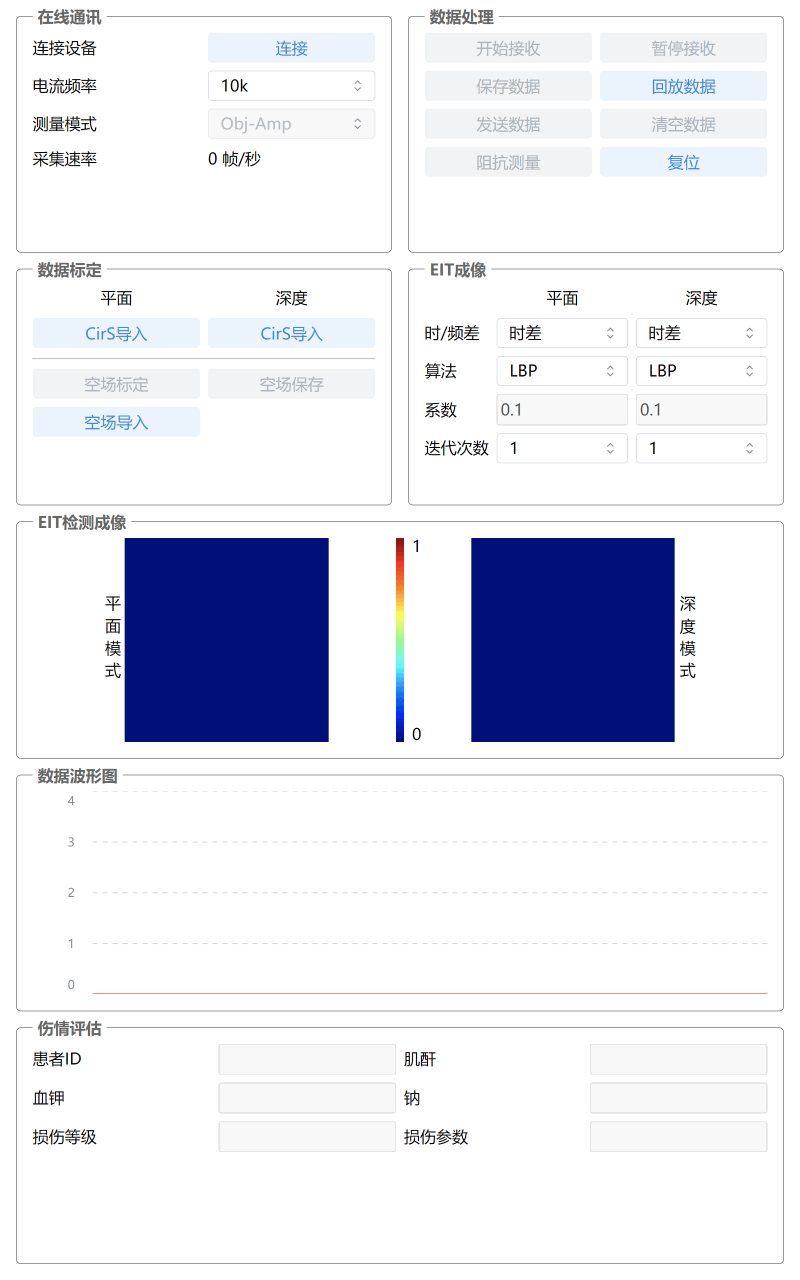 在线通讯
连接设备 连接
电流频率 10k
测量模式 Obj-Amp
采集速率 0 帧/秒
数据处理
开始接收 暂停接收
保存数据 回放数据
发送数据 清空数据
阻抗测量 复位
数据标定
平面 深度
CirS导入 CirS导入
空场标定 空场保存
空场导入
EIT成像
平面 深度
时/频差 时差 时差
算法 LBP LBP
系数 0.1 0.1
迭代次数 1 1
EIT检测成像
平面模式
1
0
深度模式
数据波形图
4
3
2
1
0
伤情评估
患者ID 肌酐
血钾 钠
损伤等级 损伤参数